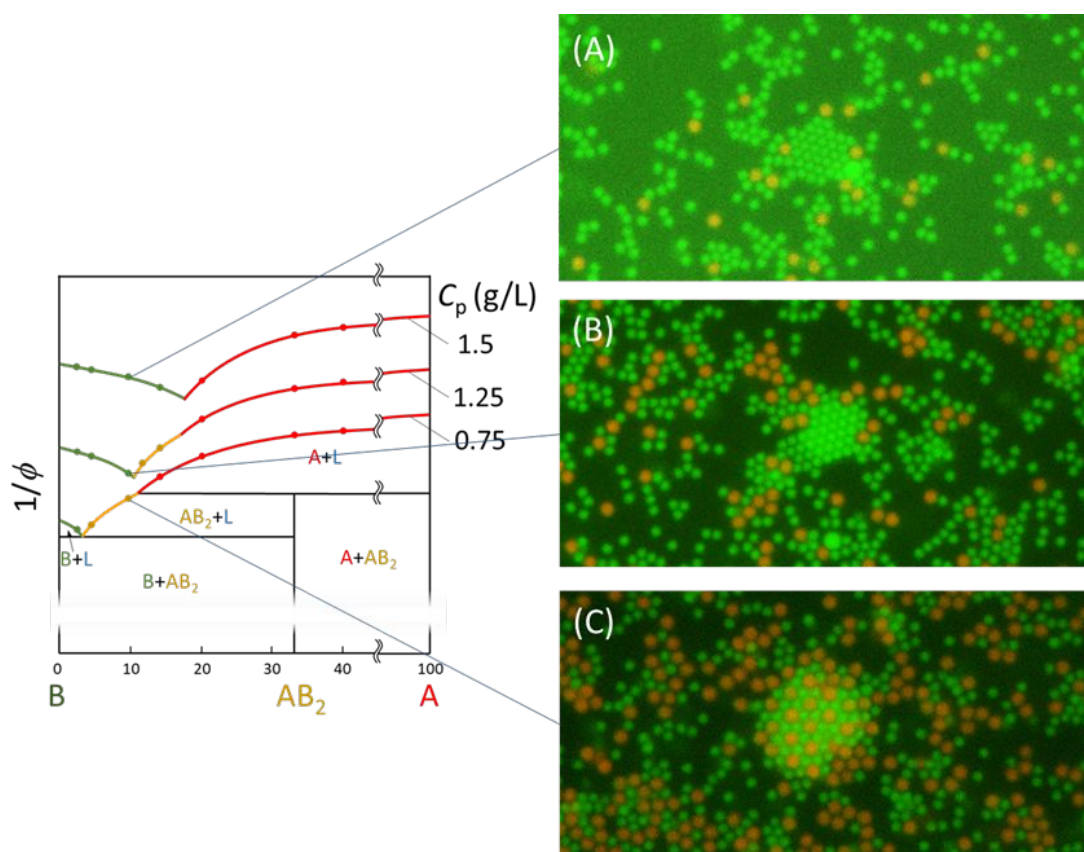 (A)
(B)
(C)
Cp (g/L)
1.5
1.25
0.75
1/ϕ
A+L
AB₂+L
B+L
A+AB₂
B+AB₂
0 10 20 30 40 100
B AB₂ A